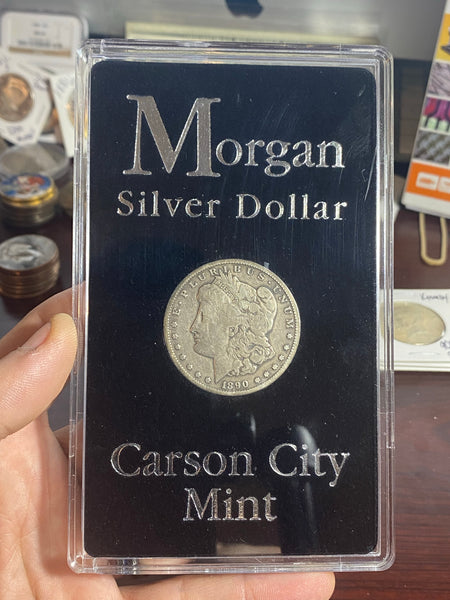 Morgan
Silver Dollar
E·PLURIBUS·UNUM
1890
Carson City
Mint